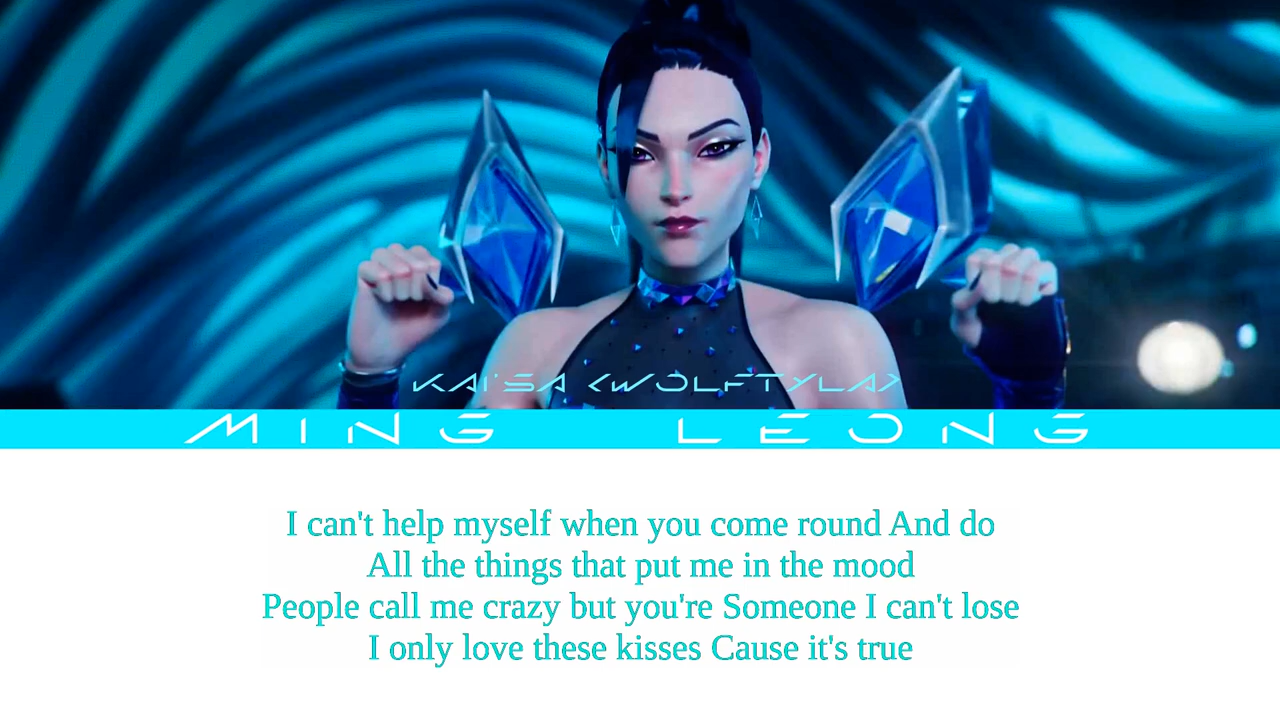 KAI'SA <WOLFTYLA>
MING LEONG
I can't help myself when you come round And do
All the things that put me in the mood
People call me crazy but you're Someone I can't lose
I only love these kisses Cause it's true